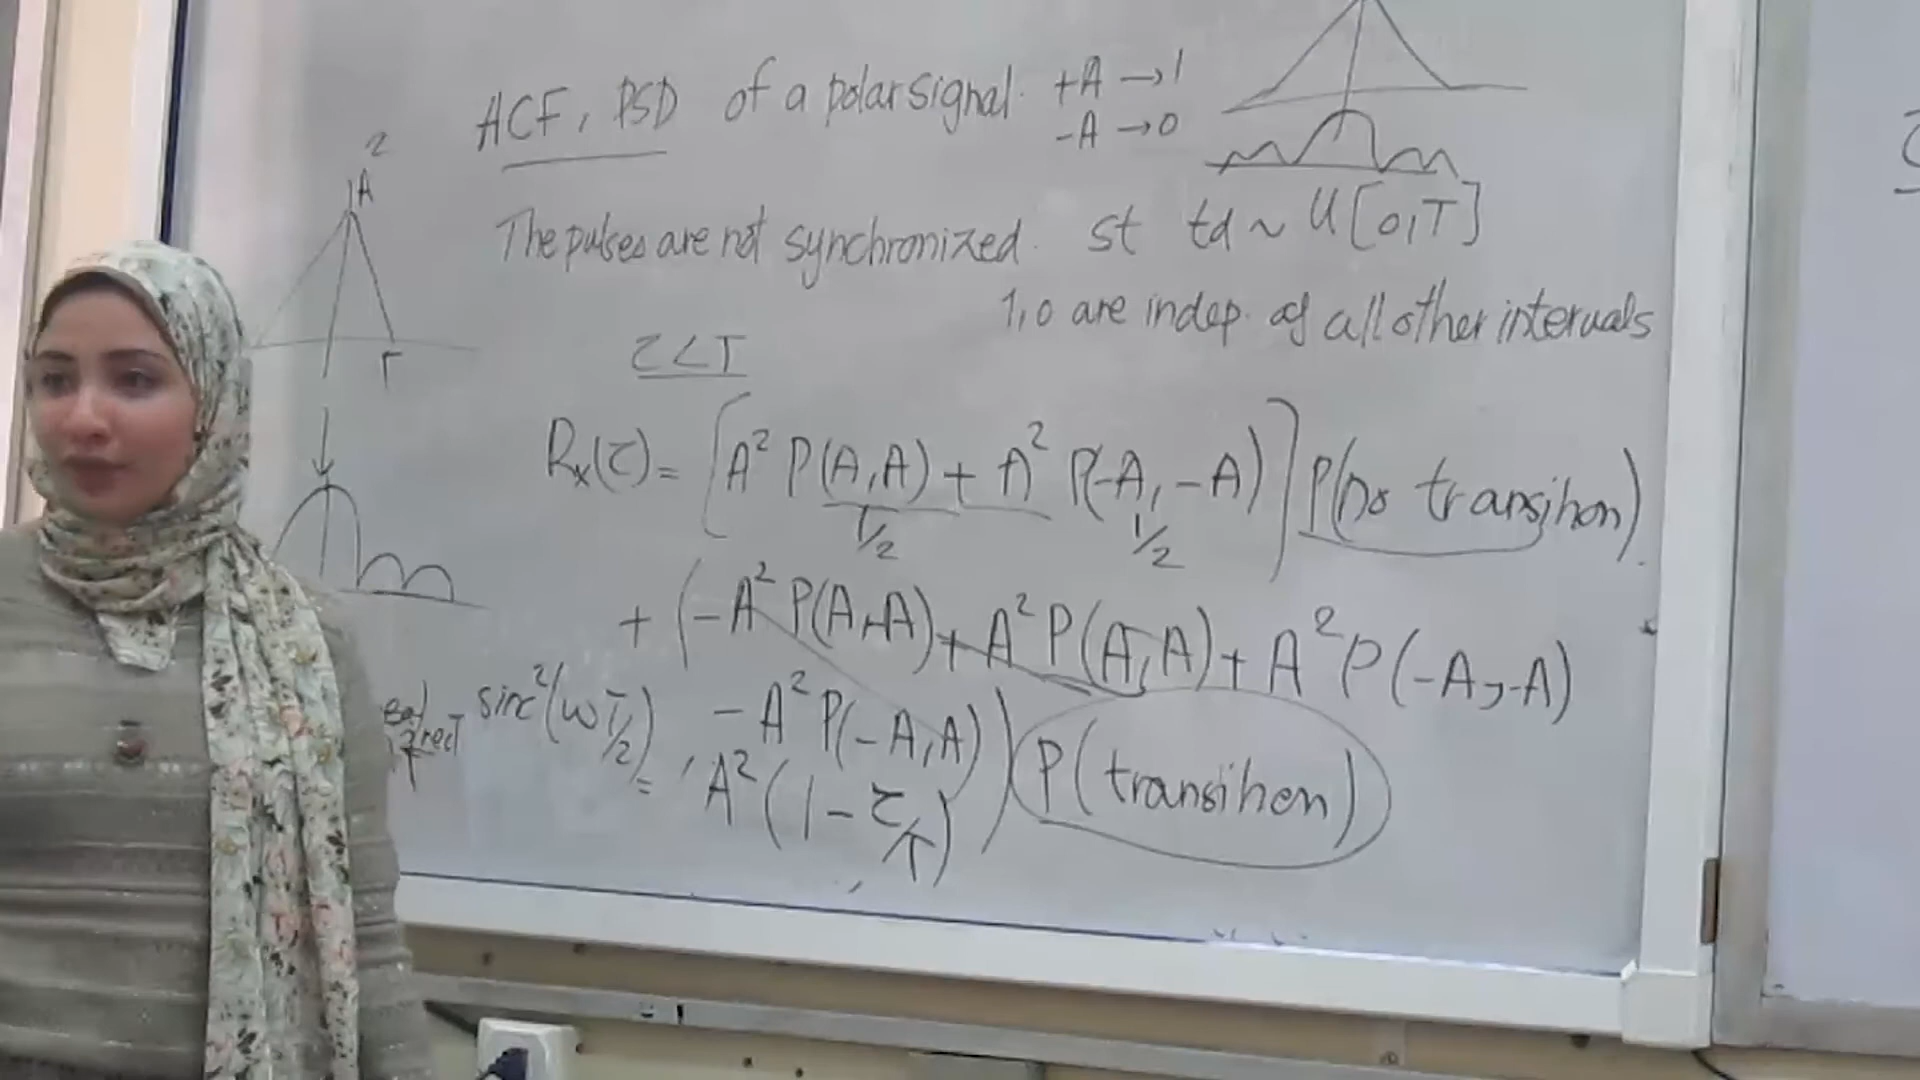 ACF, PSD of a polar signal. +A → 1
-A → 0
2
A
T
The pulses are not synchronized. st td ~ U[0,T]
1,0 are indep. of all other intervals
τ<T
Rx(τ) = [A² P(A,A) + A² P(-A,-A)] P(no transition).
1/2 1/2
+ (-A² P(A,-A) + A² P(A,A) + A² P(-A,-A)
-A² P(-A,A)) P(transition)
sinc²(ωT/2)
= A²(1-τ/T)